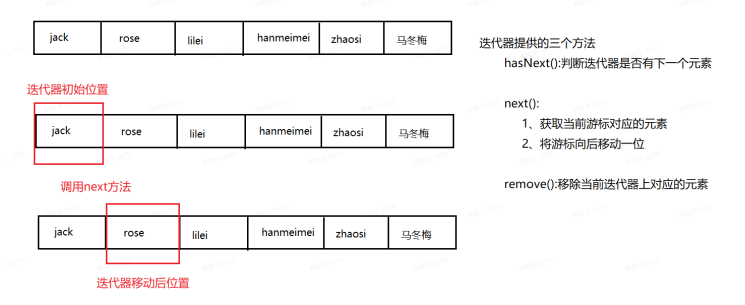 jack rose lilei hanmeimei zhaosi 马冬梅
迭代器初始位置
jack rose lilei hanmeimei zhaosi 马冬梅
调用next方法
jack rose lilei hanmeimei zhaosi 马冬梅
迭代器移动后位置
迭代器提供的三个方法
hasNext():判断迭代器是否有下一个元素
next():
1、获取当前游标对应的元素
2、将游标向后移动一位
remove():移除当前迭代器上对应的元素